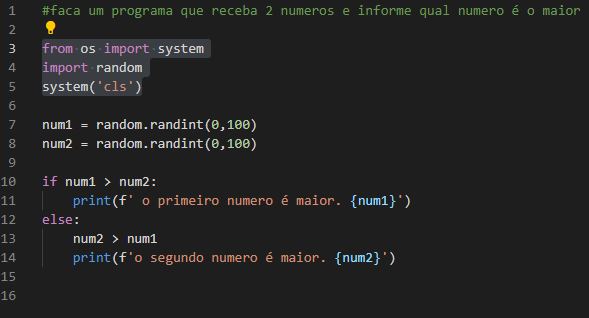 1 #faca um programa que receba 2 numeros e informe qual numero é o maior
2
3 from os import system
4 import random
5 system('cls')
6
7 num1 = random.randint(0,100)
8 num2 = random.randint(0,100)
9
10 if num1 > num2:
11     print(f' o primeiro numero é maior. {num1}')
12 else:
13     num2 > num1
14     print(f'o segundo numero é maior. {num2}')
15
16